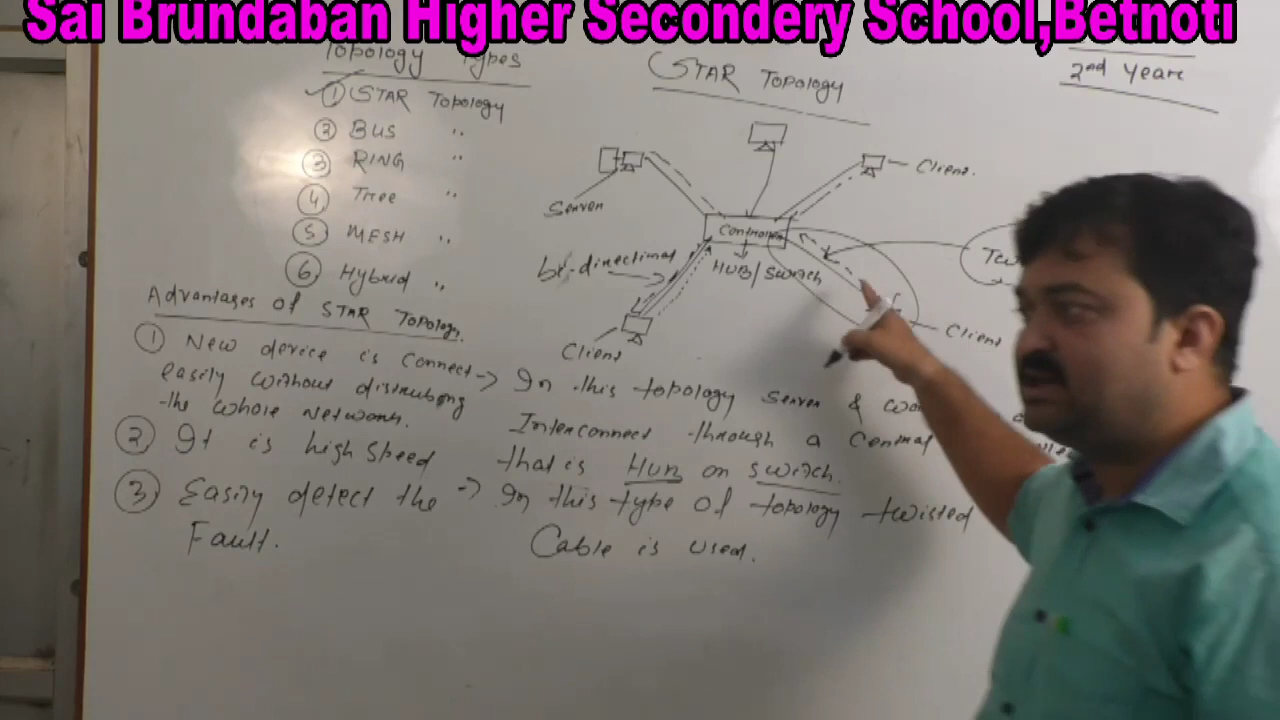 Sai Brundaban Higher Secondery School,Betnoti
Topology Types
① STAR Topology
② BUS "
③ RING "
④ Tree "
⑤ MESH "
⑥ Hybrid "
STAR Topology
2nd Year
Server
Client
Controller
HUB/Switch
bi-directional
Client
Client
Advantages of STAR Topology
① New device is connect
easily without distrubing
the whole network.
② It is high speed
③ Easily detect the
Fault.
-> In this topology server &
Interconnect through a Central
that is Hub or switch.
-> In this type of topology twisted
Cable is used.